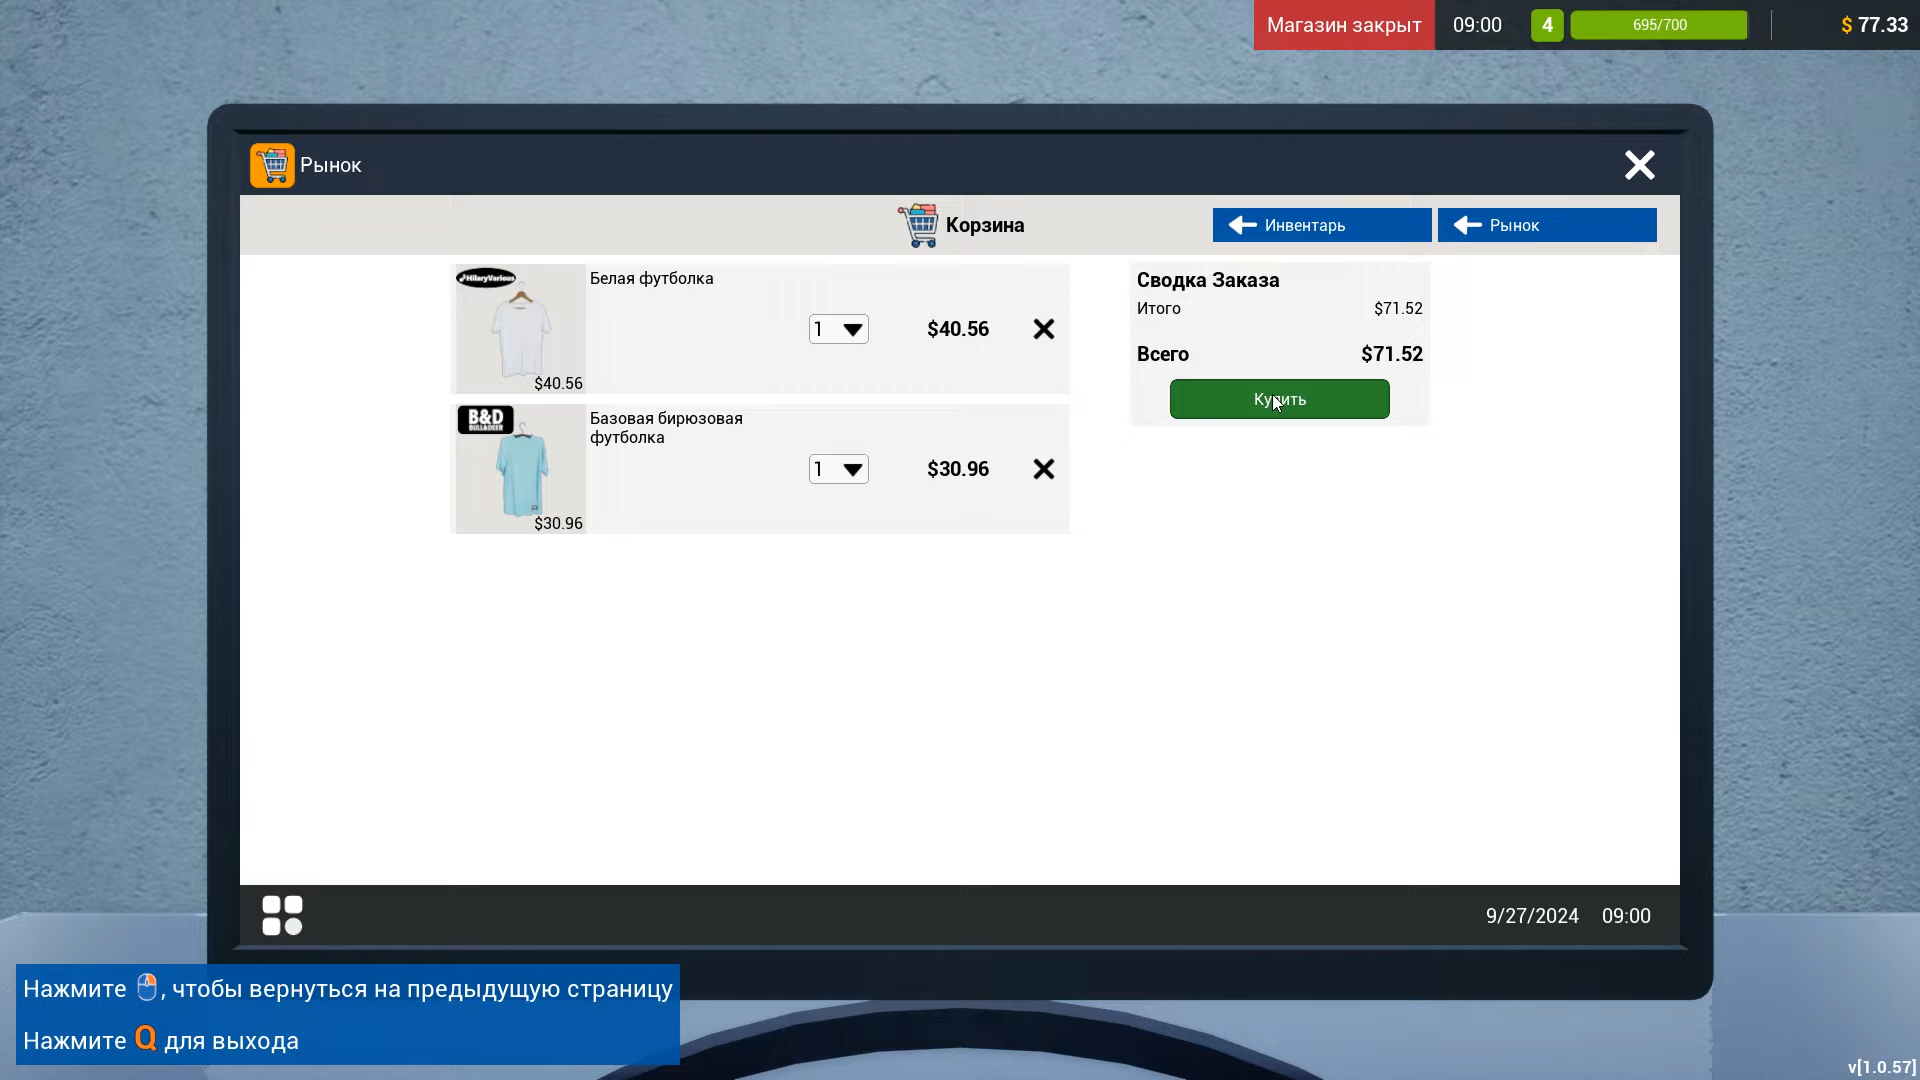 Магазин закрыт 09:00 4 695/700 $ 77.33
Рынок
Корзина
Инвентарь
Рынок
HilaryVarious
Белая футболка
1
$40.56
$40.56
B&D
BULL&DEER
Базовая бирюзовая
футболка
1
$30.96
$30.96
Сводка Заказа
Итого $71.52
Всего $71.52
Купить
9/27/2024 09:00
Нажмите , чтобы вернуться на предыдущую страницу
Нажмите Q для выхода
v[1.0.57]